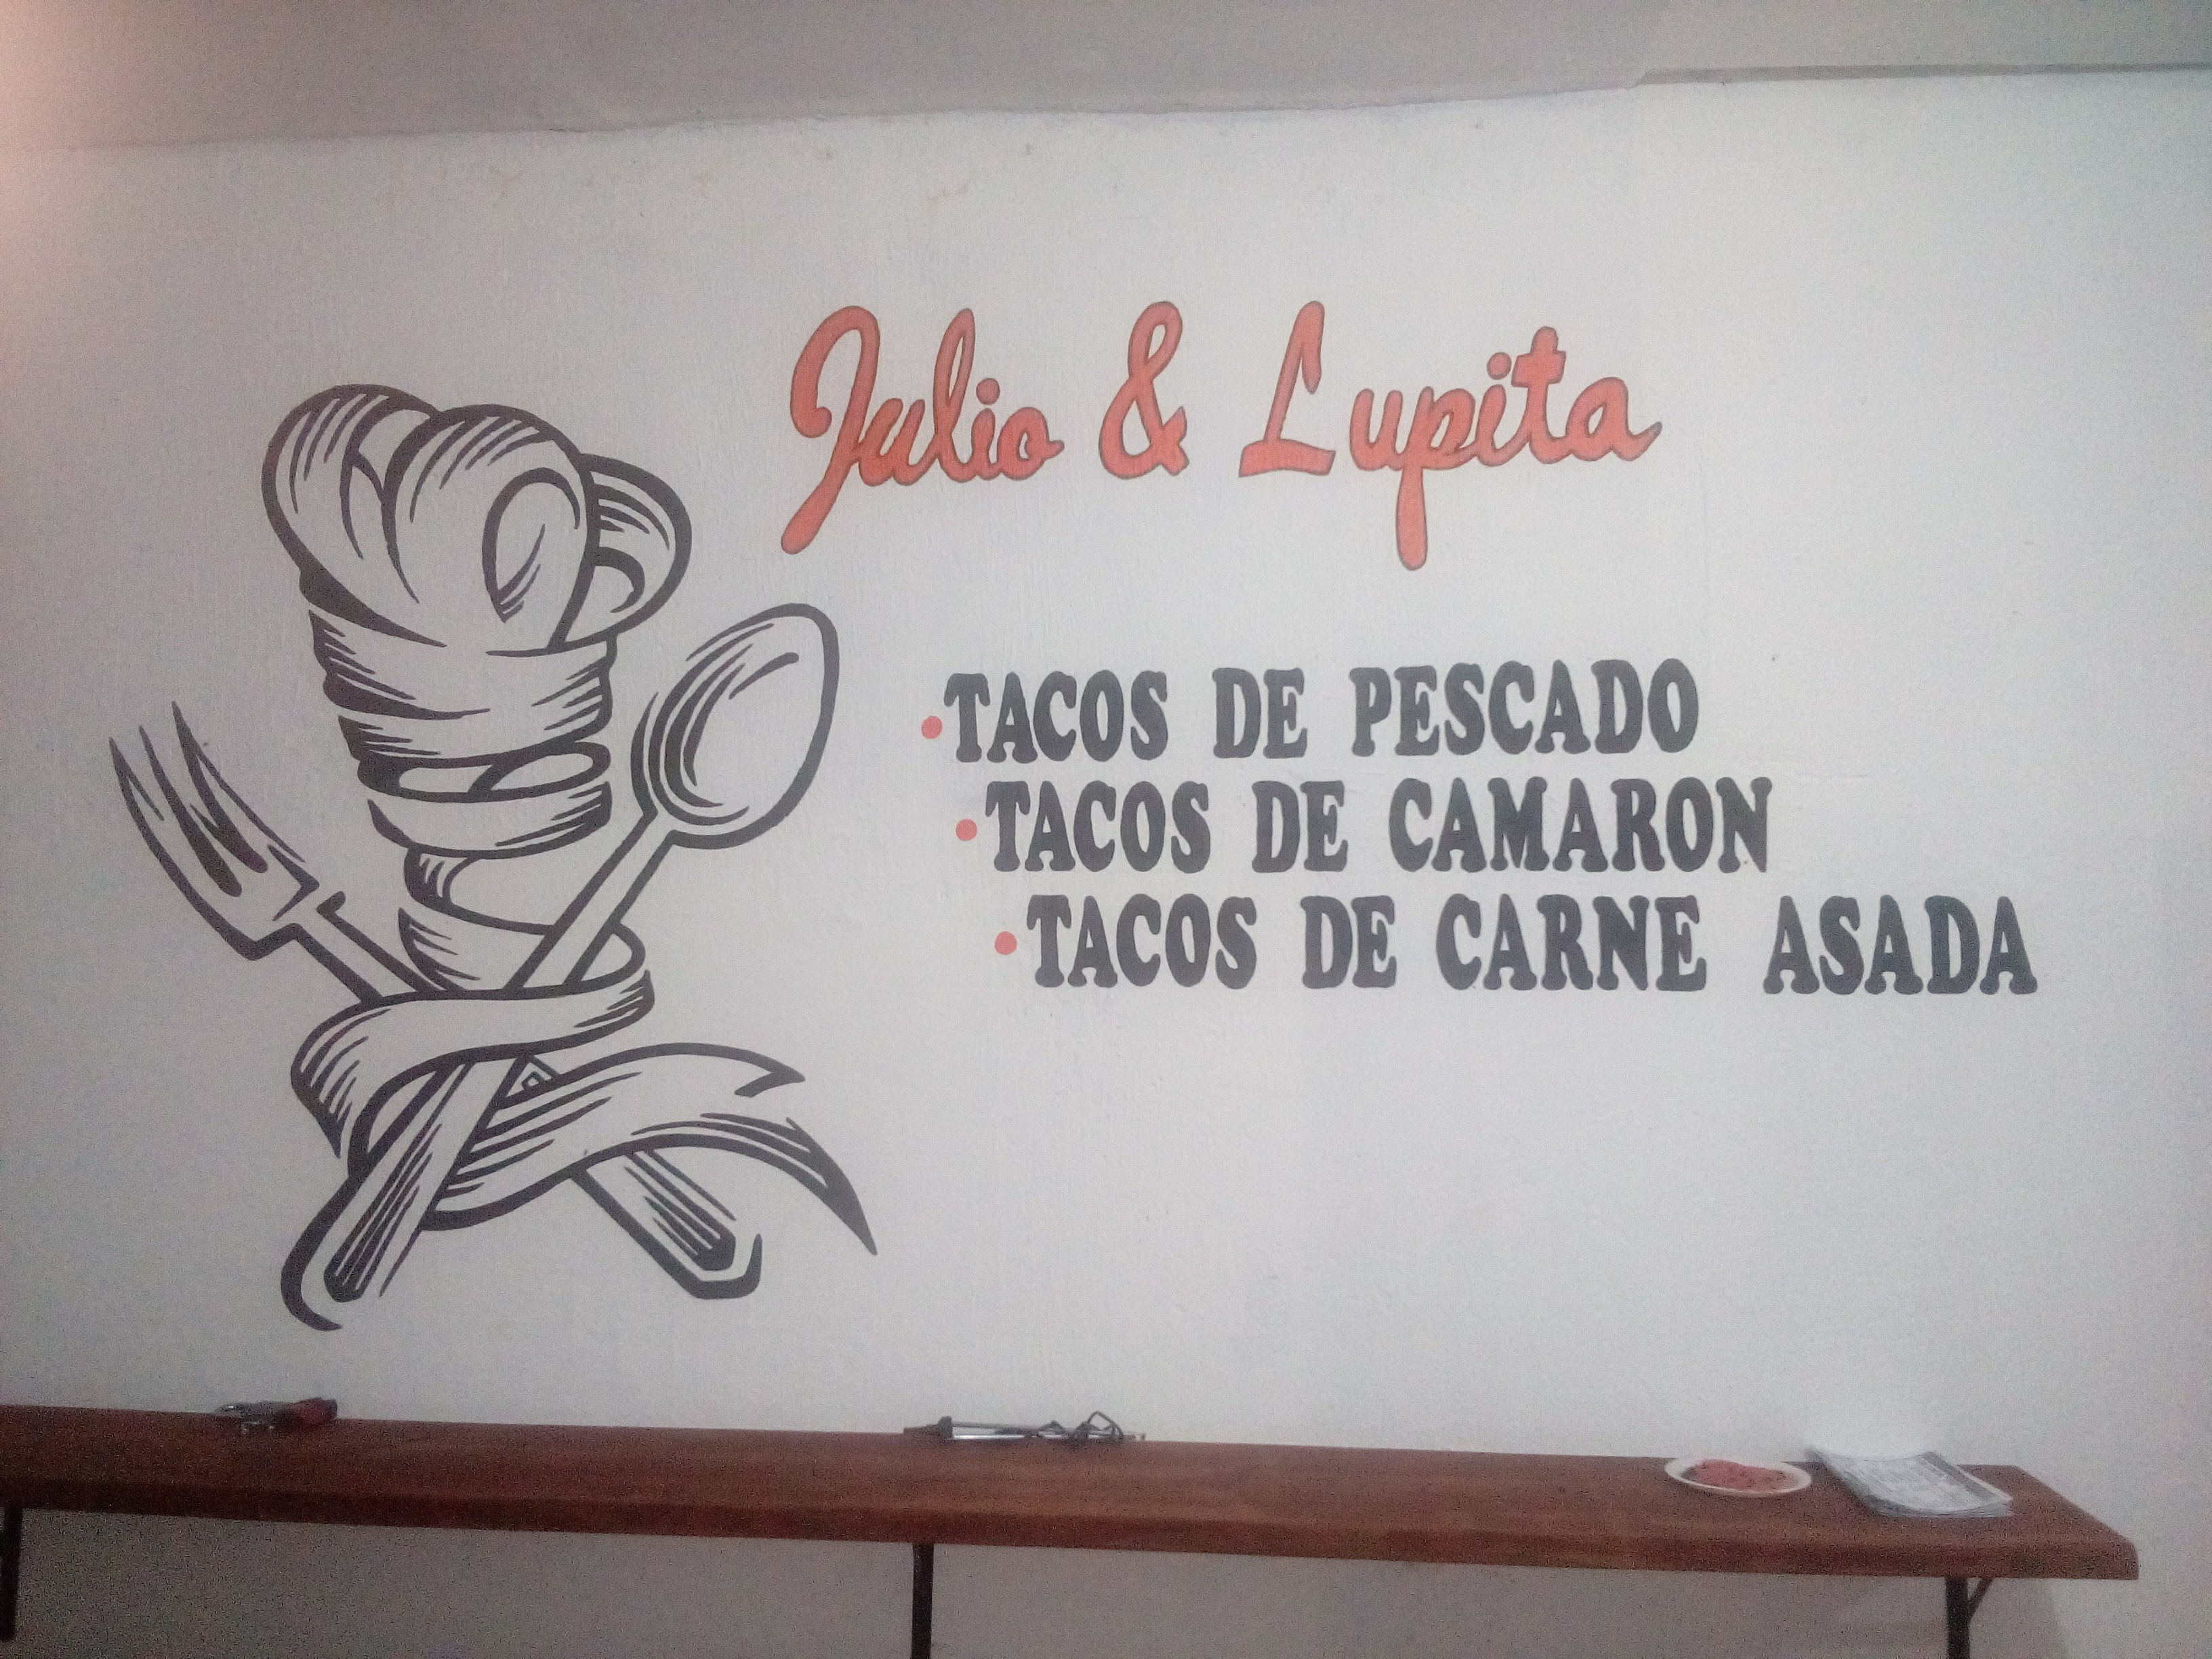 Julio & Lupita
•TACOS DE PESCADO
•TACOS DE CAMARON
•TACOS DE CARNE ASADA